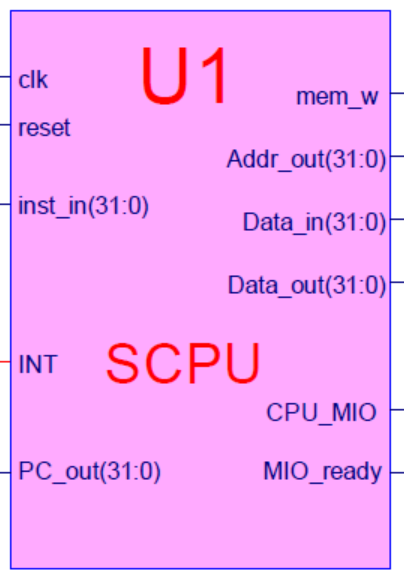 U1
clk
mem_w
reset
Addr_out(31:0)
inst_in(31:0)
Data_in(31:0)
Data_out(31:0)
INT
SCPU
CPU_MIO
PC_out(31:0)
MIO_ready